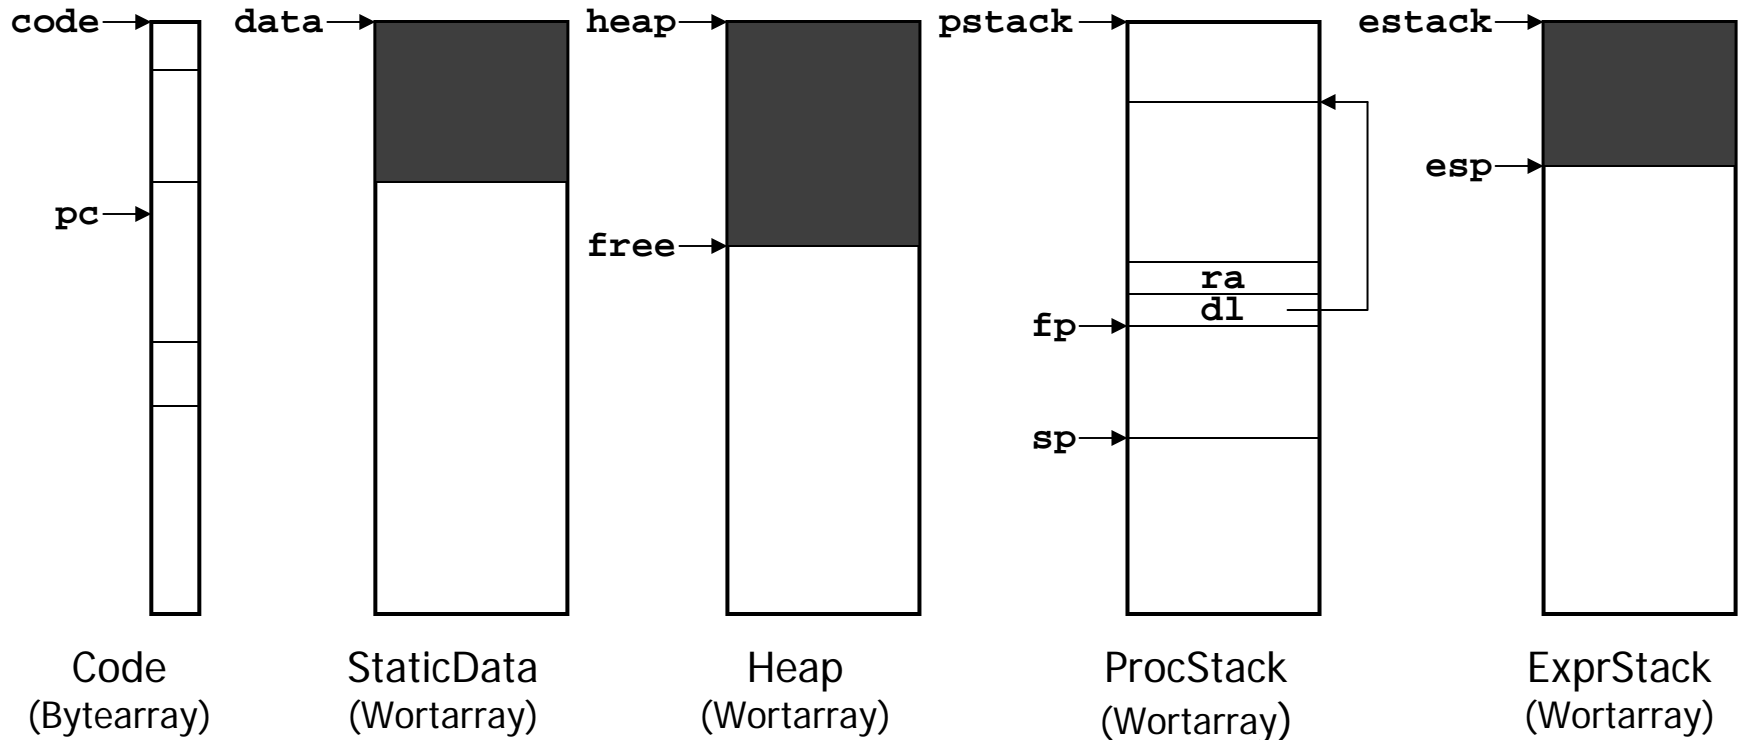 code
data
heap
pstack
estack
esp
pc
free
ra
dl
fp
sp
Code
(Bytearray)
StaticData
(Wortarray)
Heap
(Wortarray)
ProcStack
(Wortarray)
ExprStack
(Wortarray)